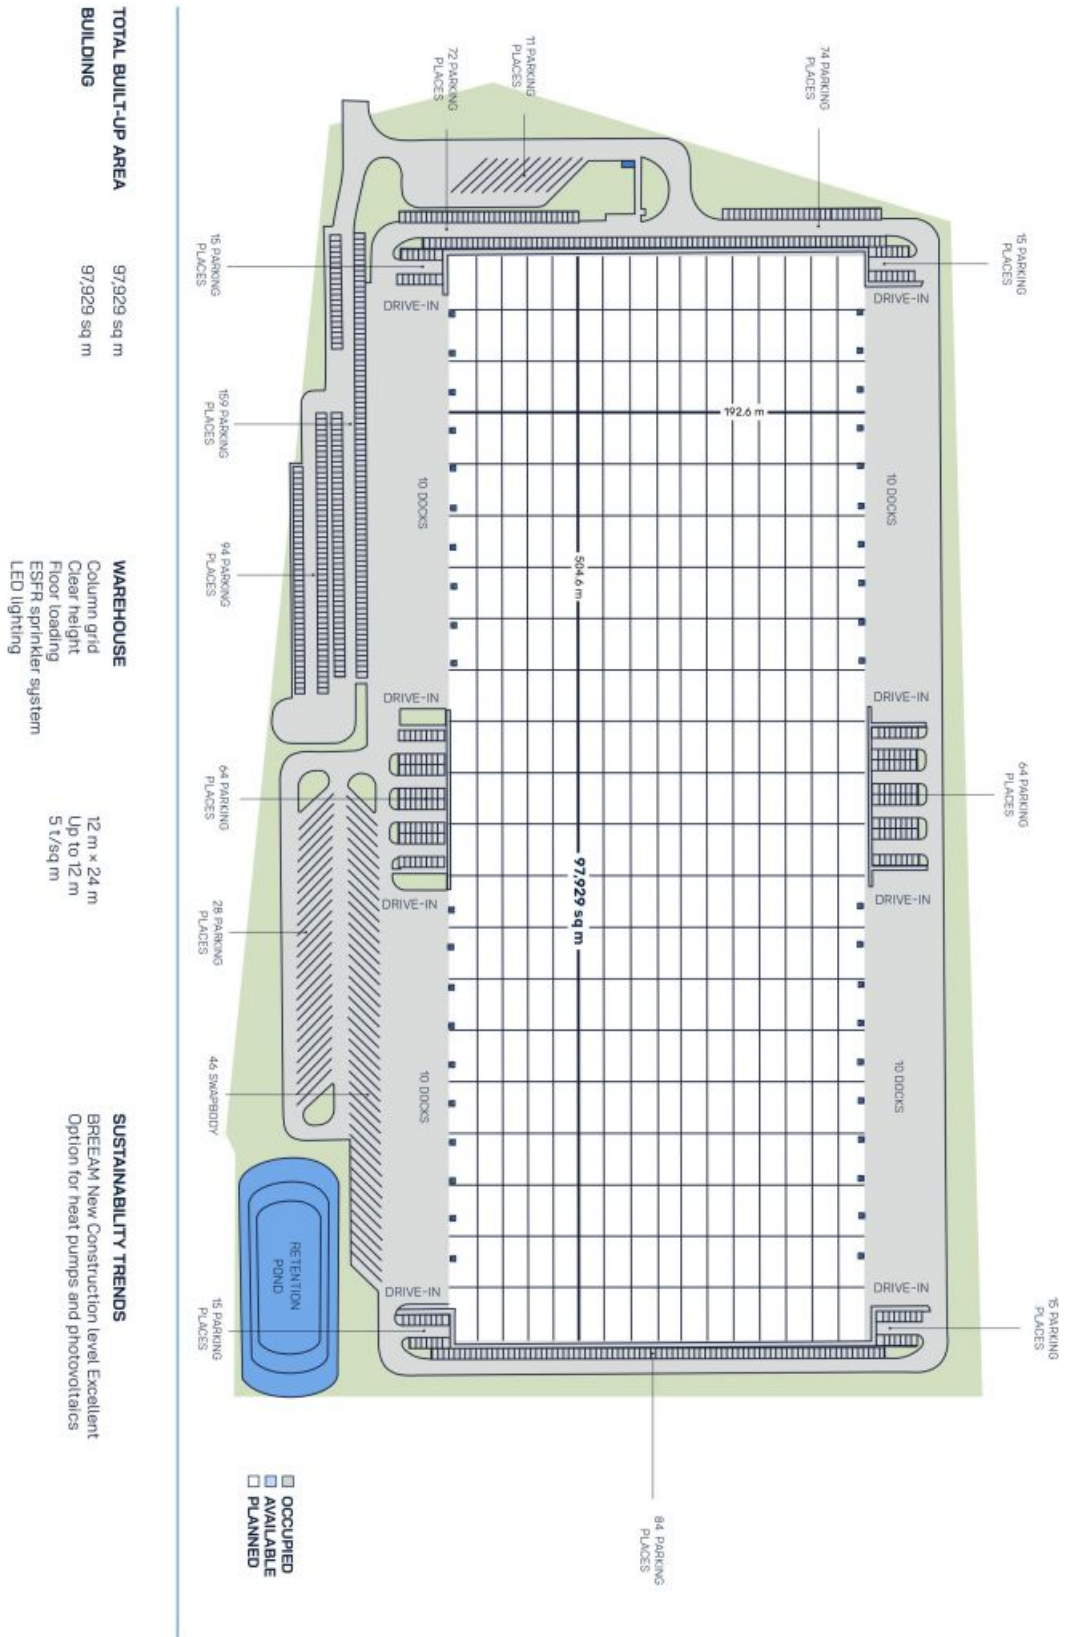 15 PARKING
PLACES
64 PARKING
PLACES
15 PARKING
PLACES
DRIVE-IN
10 DOCKS
DRIVE-IN
DRIVE-IN
10 DOCKS
DRIVE-IN
74 PARKING
PLACES
192.6 m
84 PARKING
PLACES
504.6 m
97,929 sq m
11 PARKING
PLACES
72 PARKING
PLACES
DRIVE-IN
10 DOCKS
DRIVE-IN
DRIVE-IN
10 DOCKS
DRIVE-IN
RETENTION
POND
15 PARKING
PLACES
159 PARKING
PLACES
94 PARKING
PLACES
64 PARKING
PLACES
28 PARKING
PLACES
46 SWAPBODY
15 PARKING
PLACES
OCCUPIED
AVAILABLE
PLANNED
TOTAL BUILT-UP AREA 97,929 sq m
BUILDING 97,929 sq m
WAREHOUSE
Column grid 12 m × 24 m
Clear height Up to 12 m
Floor loading 5 t/sq m
ESFR sprinkler system
LED lighting
SUSTAINABILITY TRENDS
BREEAM New Construction level Excellent
Option for heat pumps and photovoltaics